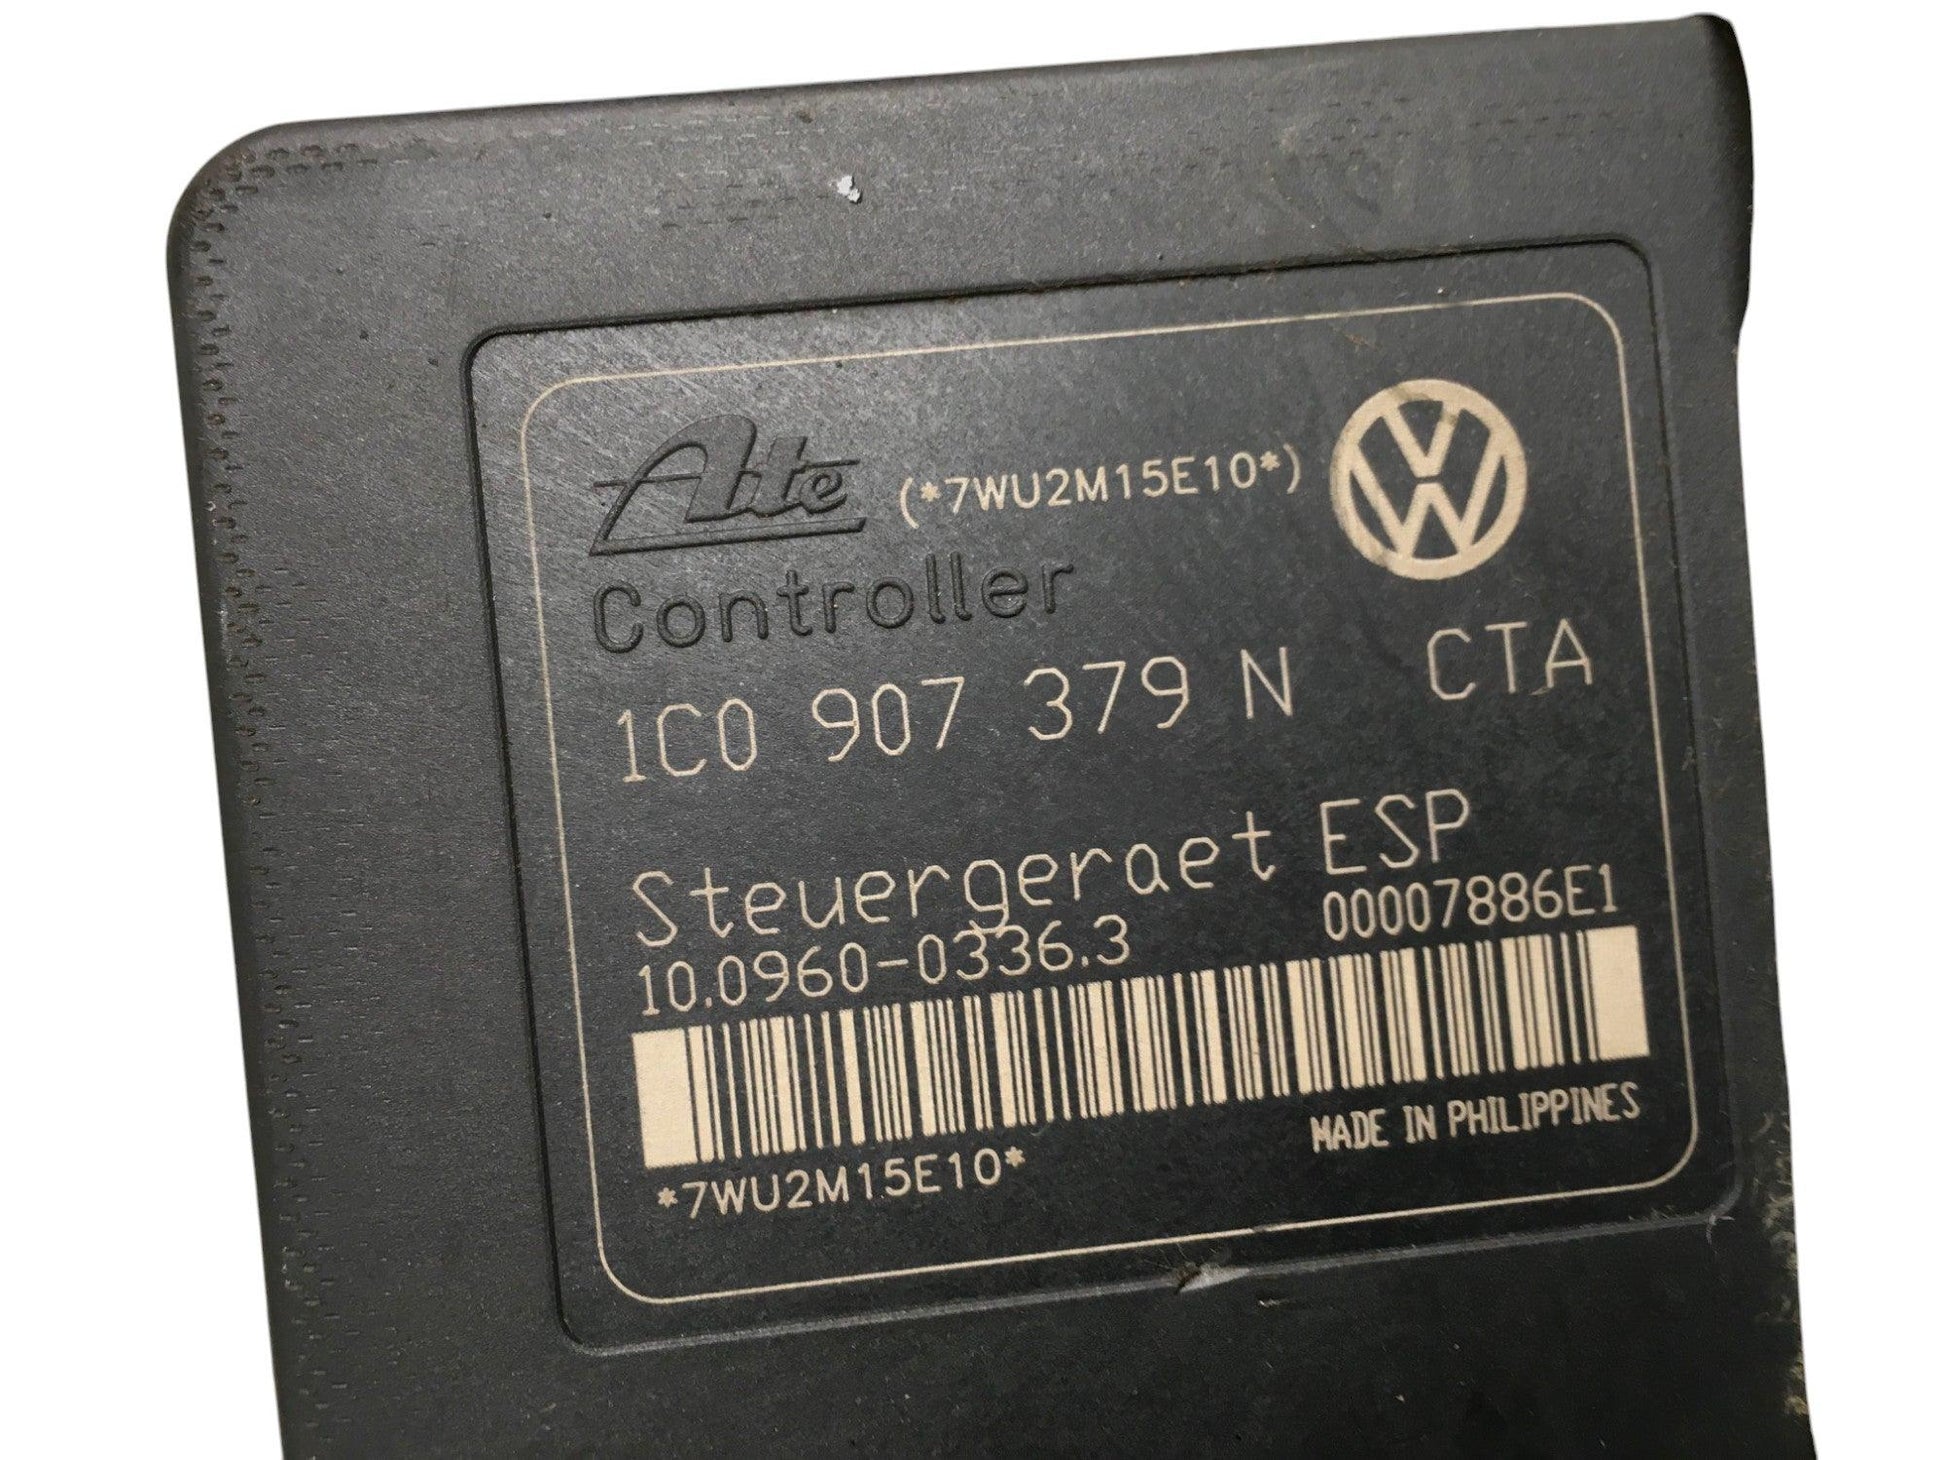 Ate (*7WU2M15E10*)
Controller
1C0 907 379 N CTA
Steuergeraet ESP
10.0960-0336.3 00007886E1
MADE IN PHILIPPINES
*7WU2M15E10*